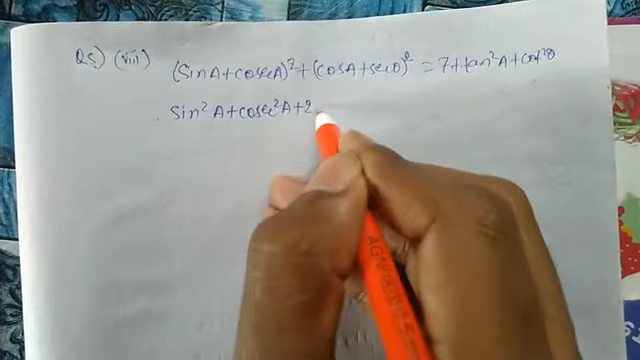 Q5) (viii) (SinA+cosecA)²+(cosA+secθ)² = 7+tan²A+cot²θ
Sin²A+cosec²A+2